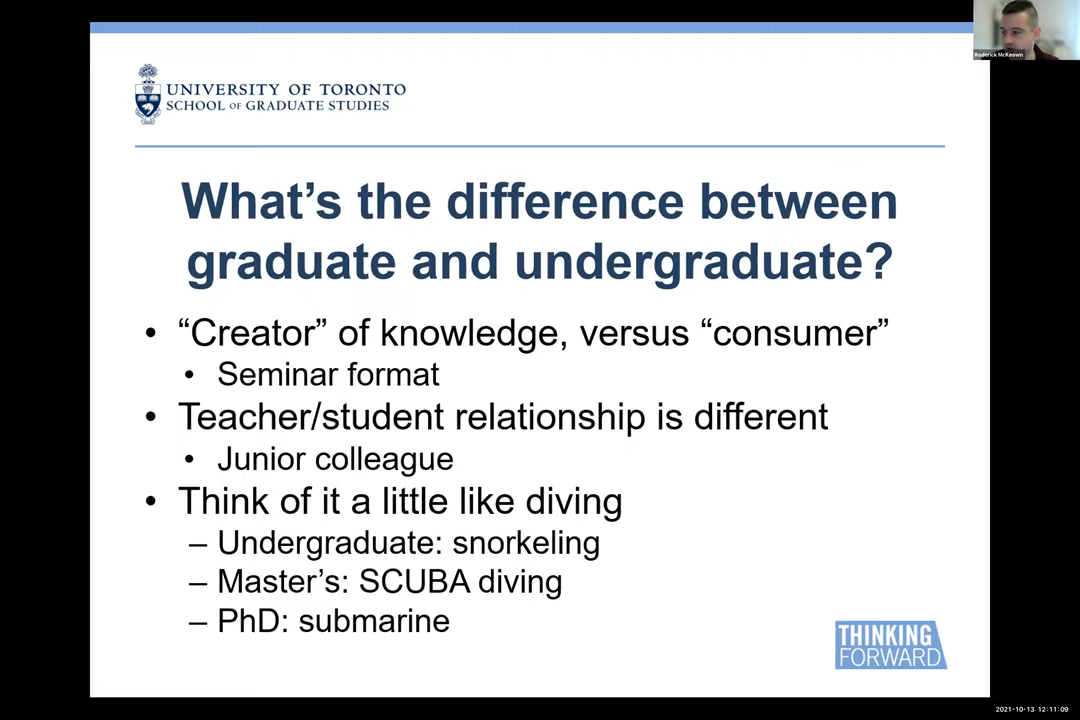 Roderick McKeown
UNIVERSITY OF TORONTO
SCHOOL OF GRADUATE STUDIES
What’s the difference between
graduate and undergraduate?
• “Creator” of knowledge, versus “consumer”
• Seminar format
• Teacher/student relationship is different
• Junior colleague
• Think of it a little like diving
– Undergraduate: snorkeling
– Master’s: SCUBA diving
– PhD: submarine
THINKING
FORWARD
2021-10-13 12:11:09